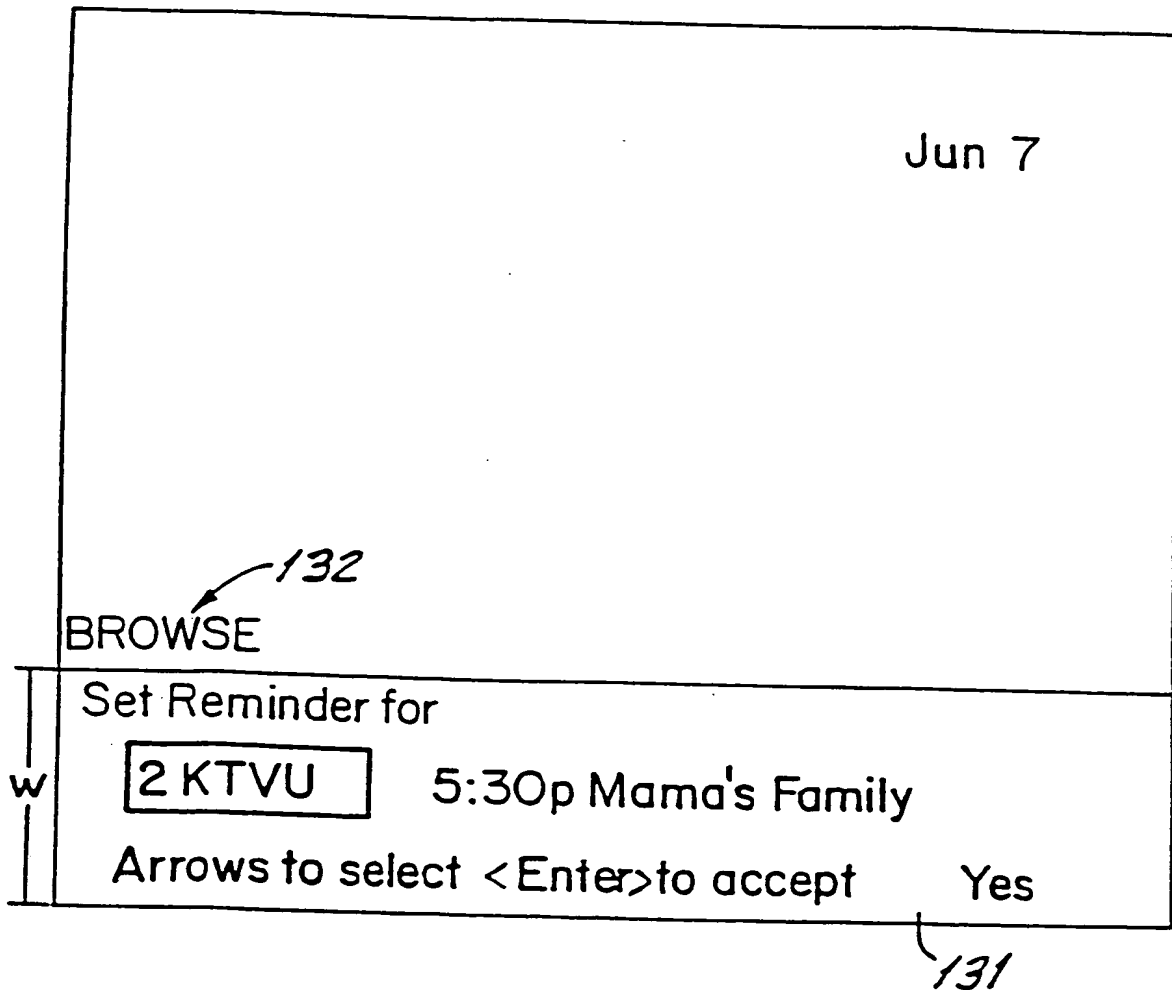 Jun 7
132
BROWSE
Set Reminder for
W
2 KTVU 5:30p Mama's Family
Arrows to select <Enter>to accept Yes
131